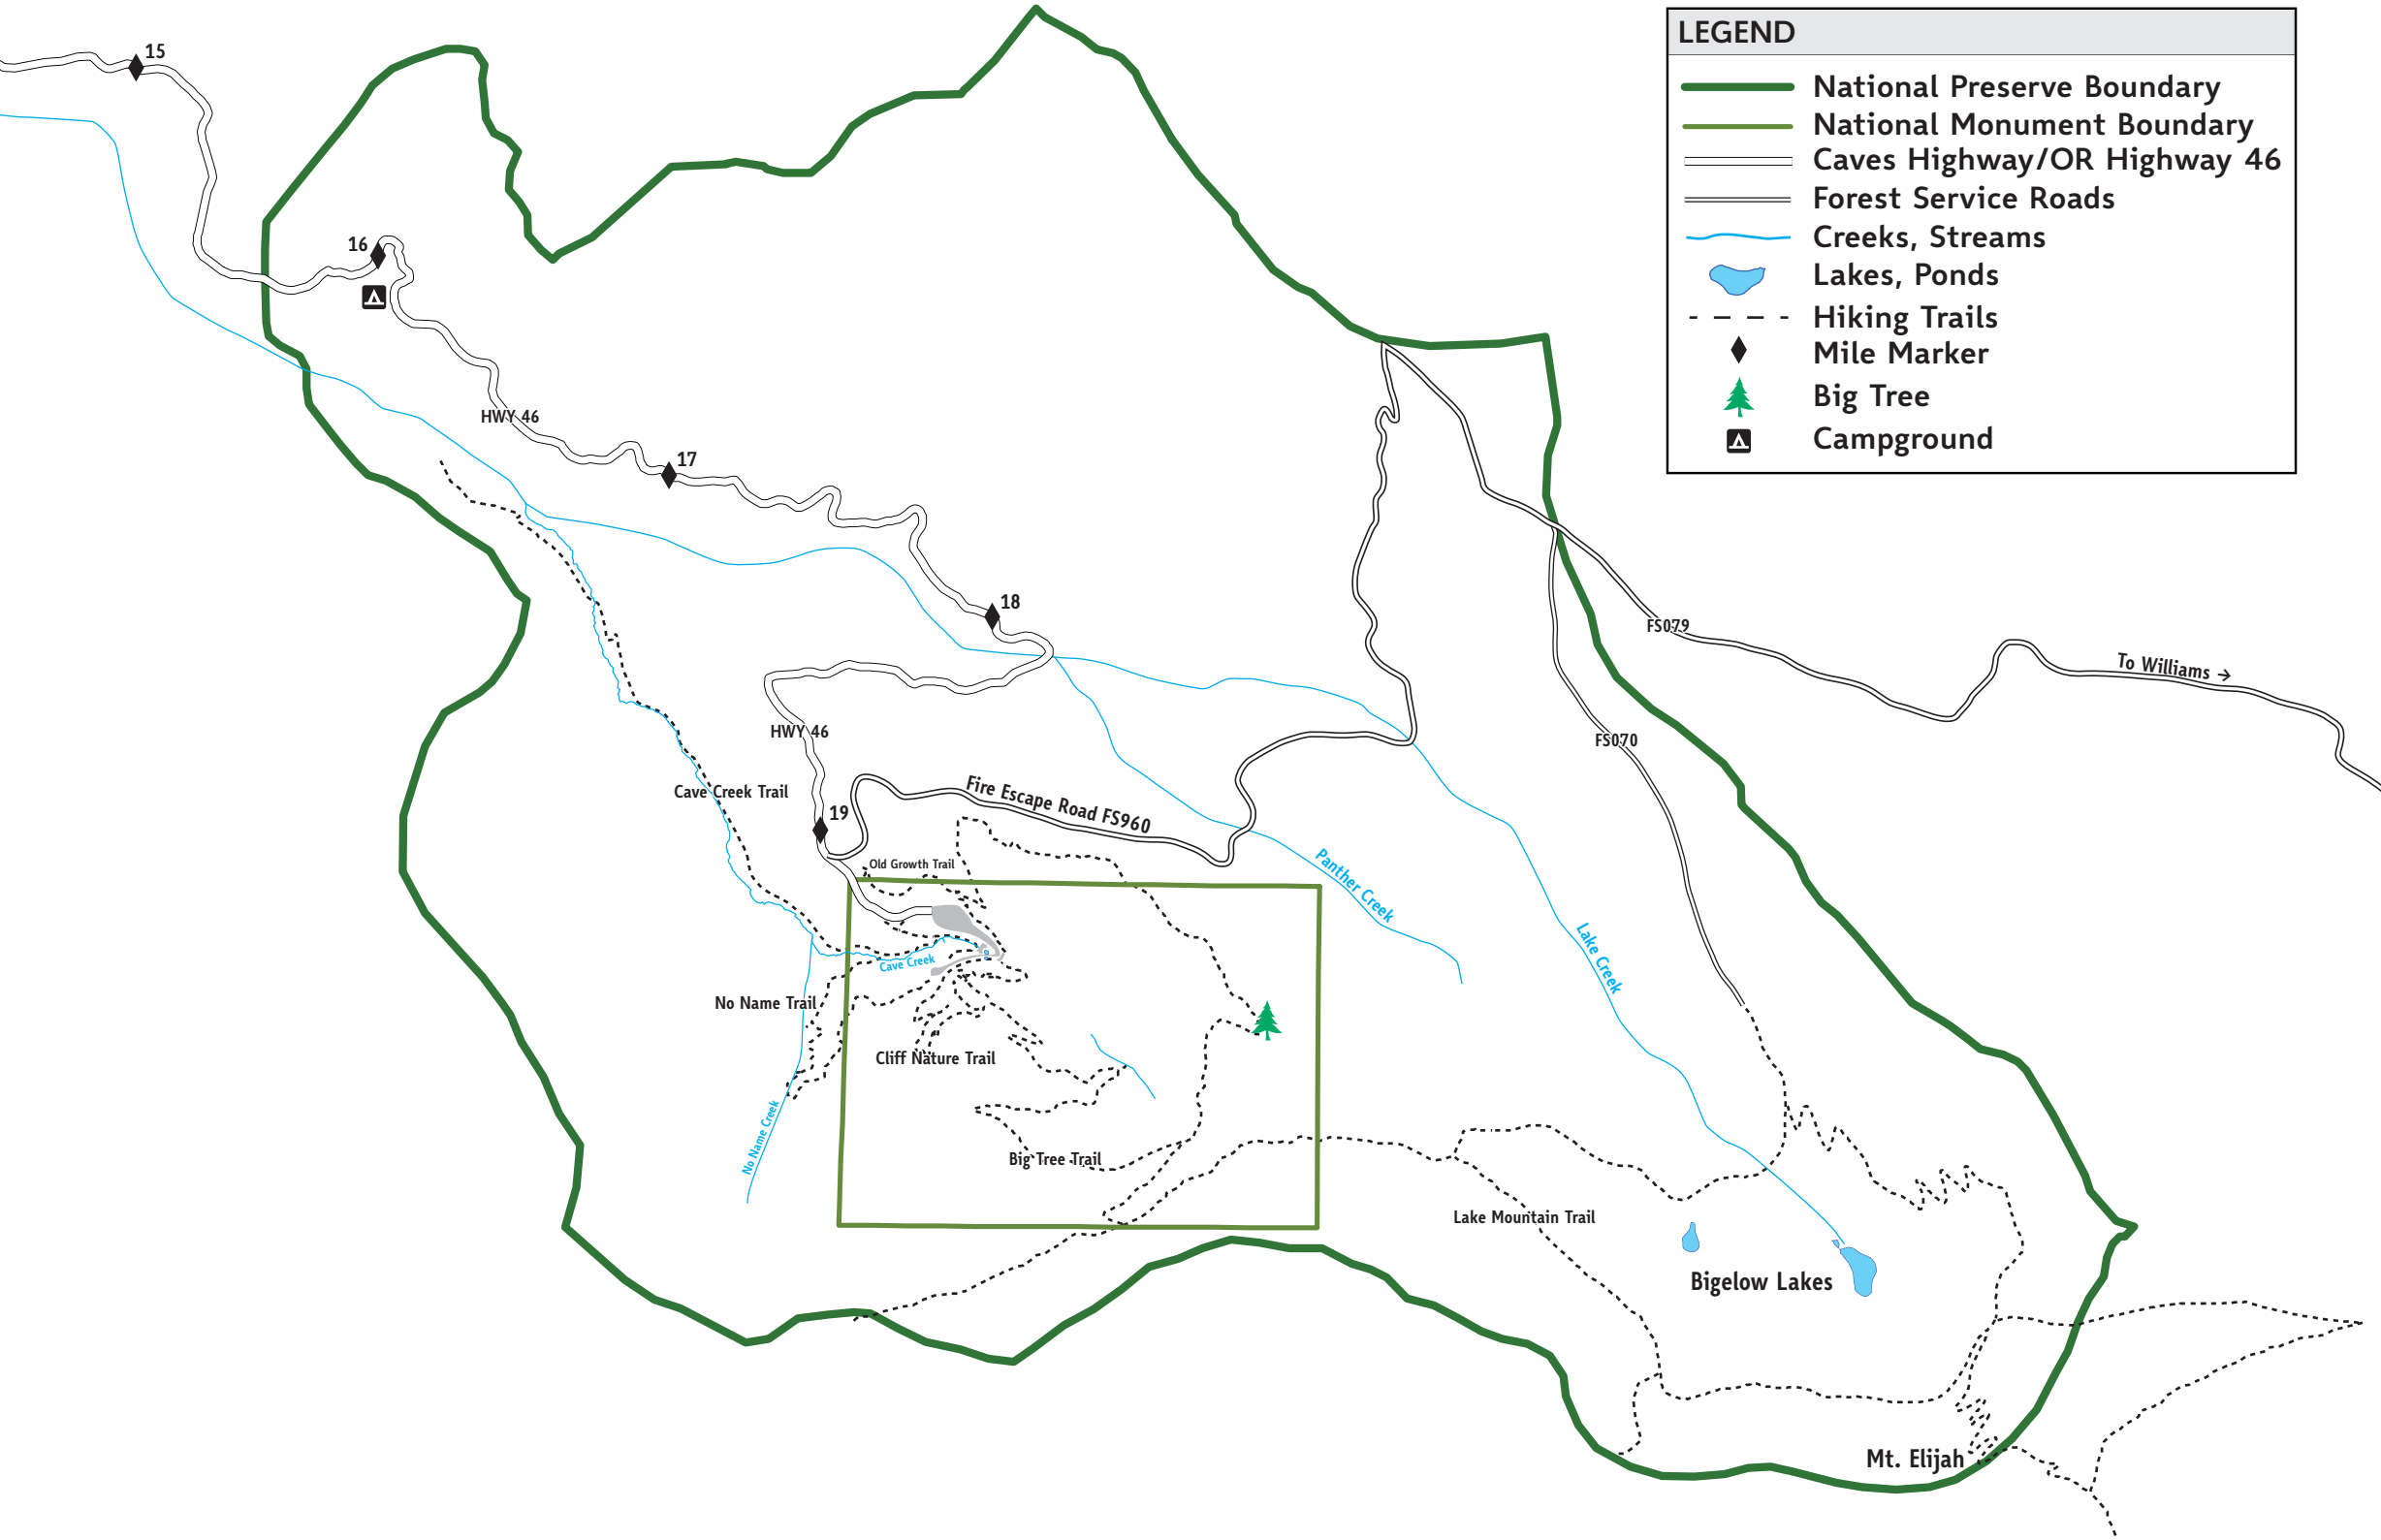 15
LEGEND
National Preserve Boundary
National Monument Boundary
Caves Highway/OR Highway 46
Forest Service Roads
Creeks, Streams
Lakes, Ponds
Hiking Trails
Mile Marker
Big Tree
Campground
16
HWY 46
17
18
FS079
To Williams →
HWY 46
FS070
Cave Creek Trail
19
Fire Escape Road FS960
Old Growth Trail
Panther Creek
Lake Creek
Cave Creek
No Name Trail
Cliff Nature Trail
No Name Creek
Big Tree Trail
Lake Mountain Trail
Bigelow Lakes
Mt. Elijah